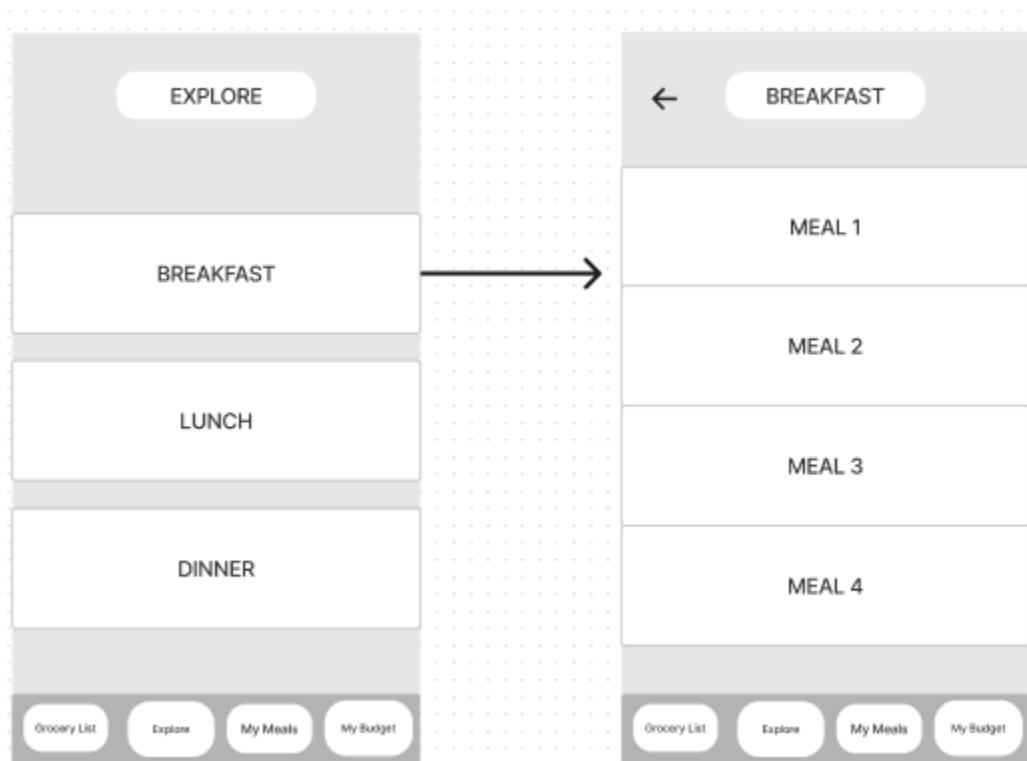 EXPLORE
BREAKFAST
LUNCH
DINNER
Grocery List
Explore
My Meals
My Budget
BREAKFAST
MEAL 1
MEAL 2
MEAL 3
MEAL 4
Grocery List
Explore
My Meals
My Budget